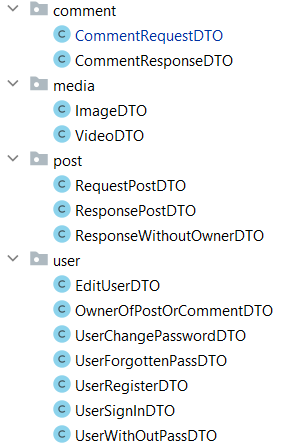 comment
C CommentRequestDTO
C CommentResponseDTO
media
C ImageDTO
C VideoDTO
post
C RequestPostDTO
C ResponsePostDTO
C ResponseWithoutOwnerDTO
user
C EditUserDTO
C OwnerOfPostOrCommentDTO
C UserChangePasswordDTO
C UserForgottenPassDTO
C UserRegisterDTO
C UserSignInDTO
C UserWithOutPassDTO